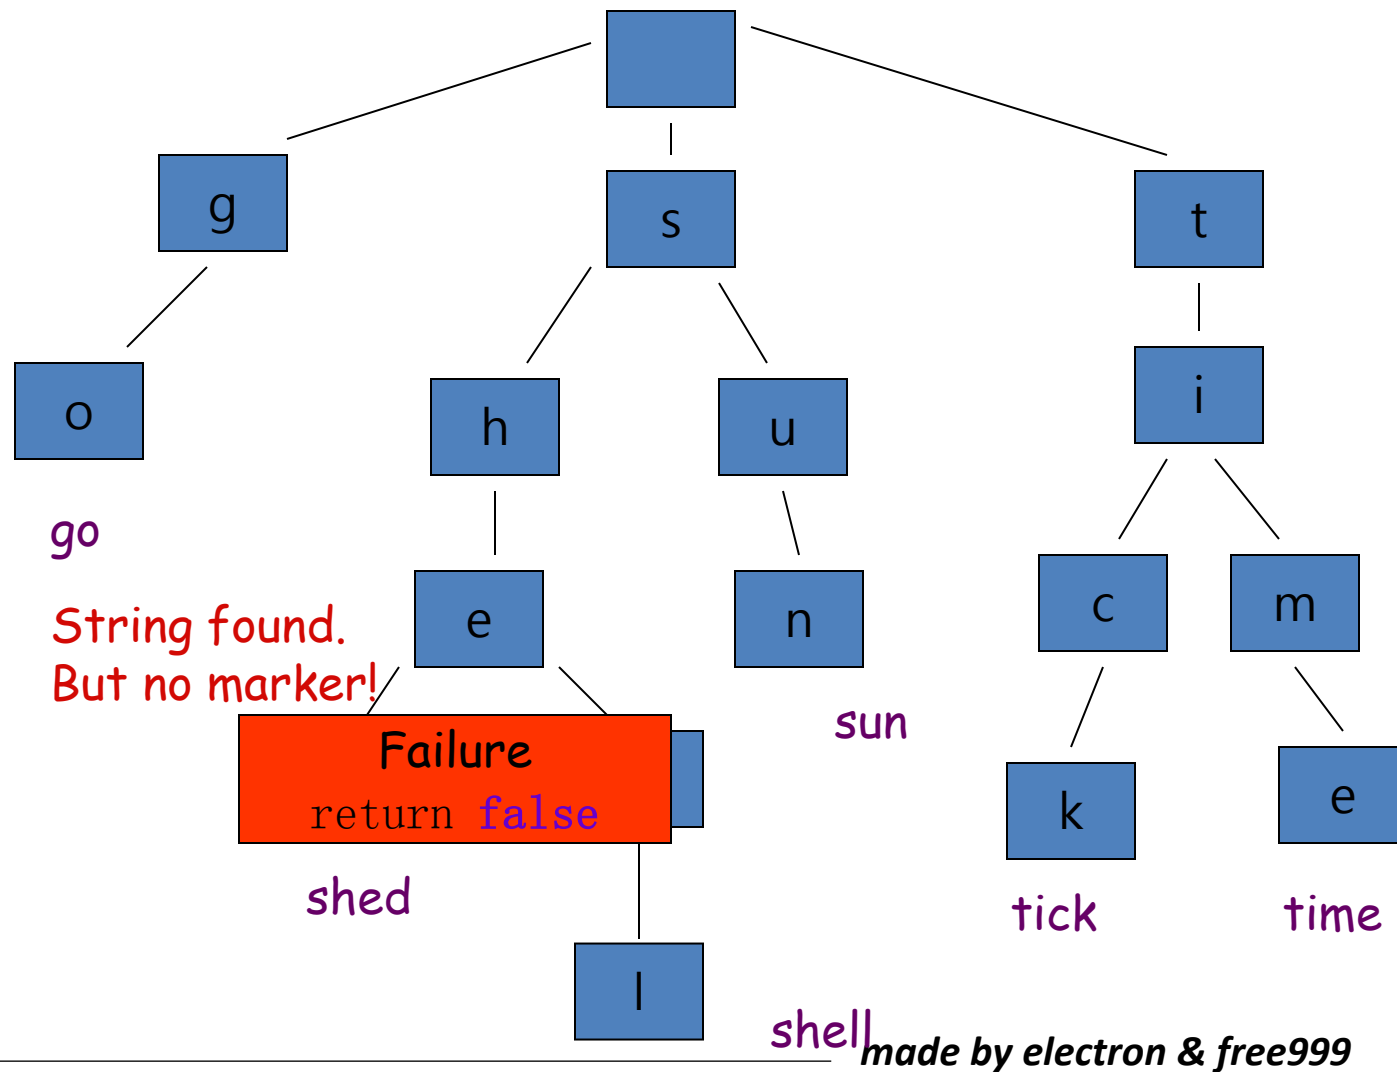 g
s
t
o
h
u
i
go
e
n
c
m
String found.
But no marker!
sun
Failure
return false
k
e
shed
tick
time
l
shell
made by electron & free999